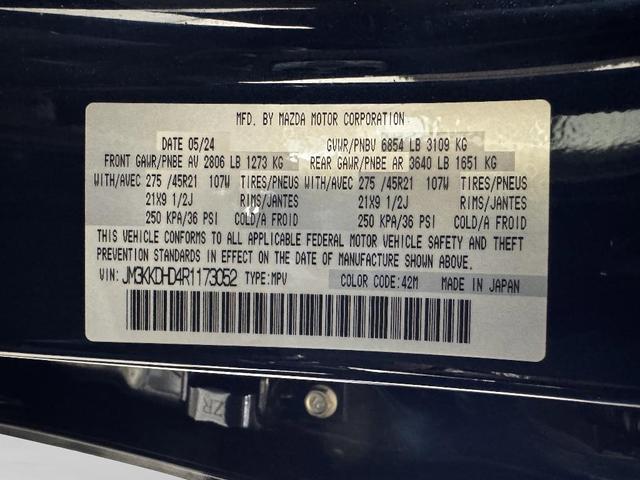 MFD. BY MAZDA MOTOR CORPORATION
DATE 05/24 GVWR/PNBV 6854 LB 3109 KG
FRONT GAWR/PNBE AV 2806 LB 1273 KG REAR GAWR/PNBE AR 3640 LB 1651 KG
WITH/AVEC 275 /45R21 107W TIRES/PNEUS WITH/AVEC 275 /45R21 107W TIRES/PNEUS
21X9 1/2J RIMS/JANTES 21X9 1/2J RIMS/JANTES
250 KPA/36 PSI COLD/A FROID 250 KPA/36 PSI COLD/A FROID
THIS VEHICLE CONFORMS TO ALL APPLICABLE FEDERAL MOTOR VEHICLE SAFETY AND THEFT
PREVENTION STANDARDS IN EFFECT ON THE DATE OF MANUFACTURE SHOWN ABOVE.
VIN: JM3KKDHD4R1173052 TYPE:MPV COLOR CODE:42M MADE IN JAPAN
ZR